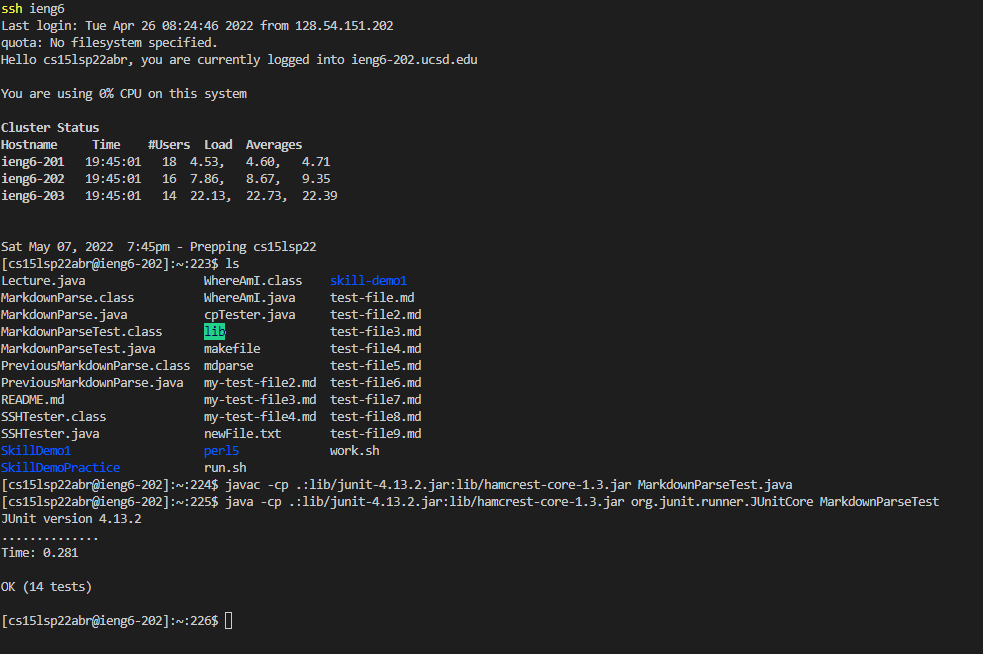 ssh ieng6
Last login: Tue Apr 26 08:24:46 2022 from 128.54.151.202
quota: No filesystem specified.
Hello cs15lsp22abr, you are currently logged into ieng6-202.ucsd.edu
You are using 0% CPU on this system
Cluster Status
Hostname     Time    #Users  Load  Averages
ieng6-201   19:45:01   18  4.53,   4.60,   4.71
ieng6-202   19:45:01   16  7.86,   8.67,   9.35
ieng6-203   19:45:01   14  22.13,  22.73,  22.39
Sat May 07, 2022  7:45pm - Prepping cs15lsp22
[cs15lsp22abr@ieng6-202]:~:223$ ls
Lecture.java                 WhereAmI.class    skill-demo1
MarkdownParse.class          WhereAmI.java     test-file.md
MarkdownParse.java           cpTester.java     test-file2.md
MarkdownParseTest.class      lib               test-file3.md
MarkdownParseTest.java       makefile          test-file4.md
PreviousMarkdownParse.class  mdparse           test-file5.md
PreviousMarkdownParse.java   my-test-file2.md  test-file6.md
README.md                    my-test-file3.md  test-file7.md
SSHTester.class              my-test-file4.md  test-file8.md
SSHTester.java               newFile.txt       test-file9.md
SkillDemo1                   perl5             work.sh
SkillDemoPractice            run.sh
[cs15lsp22abr@ieng6-202]:~:224$ javac -cp .:lib/junit-4.13.2.jar:lib/hamcrest-core-1.3.jar MarkdownParseTest.java
[cs15lsp22abr@ieng6-202]:~:225$ java -cp .:lib/junit-4.13.2.jar:lib/hamcrest-core-1.3.jar org.junit.runner.JUnitCore MarkdownParseTest
JUnit version 4.13.2
..............
Time: 0.281
OK (14 tests)
[cs15lsp22abr@ieng6-202]:~:226$